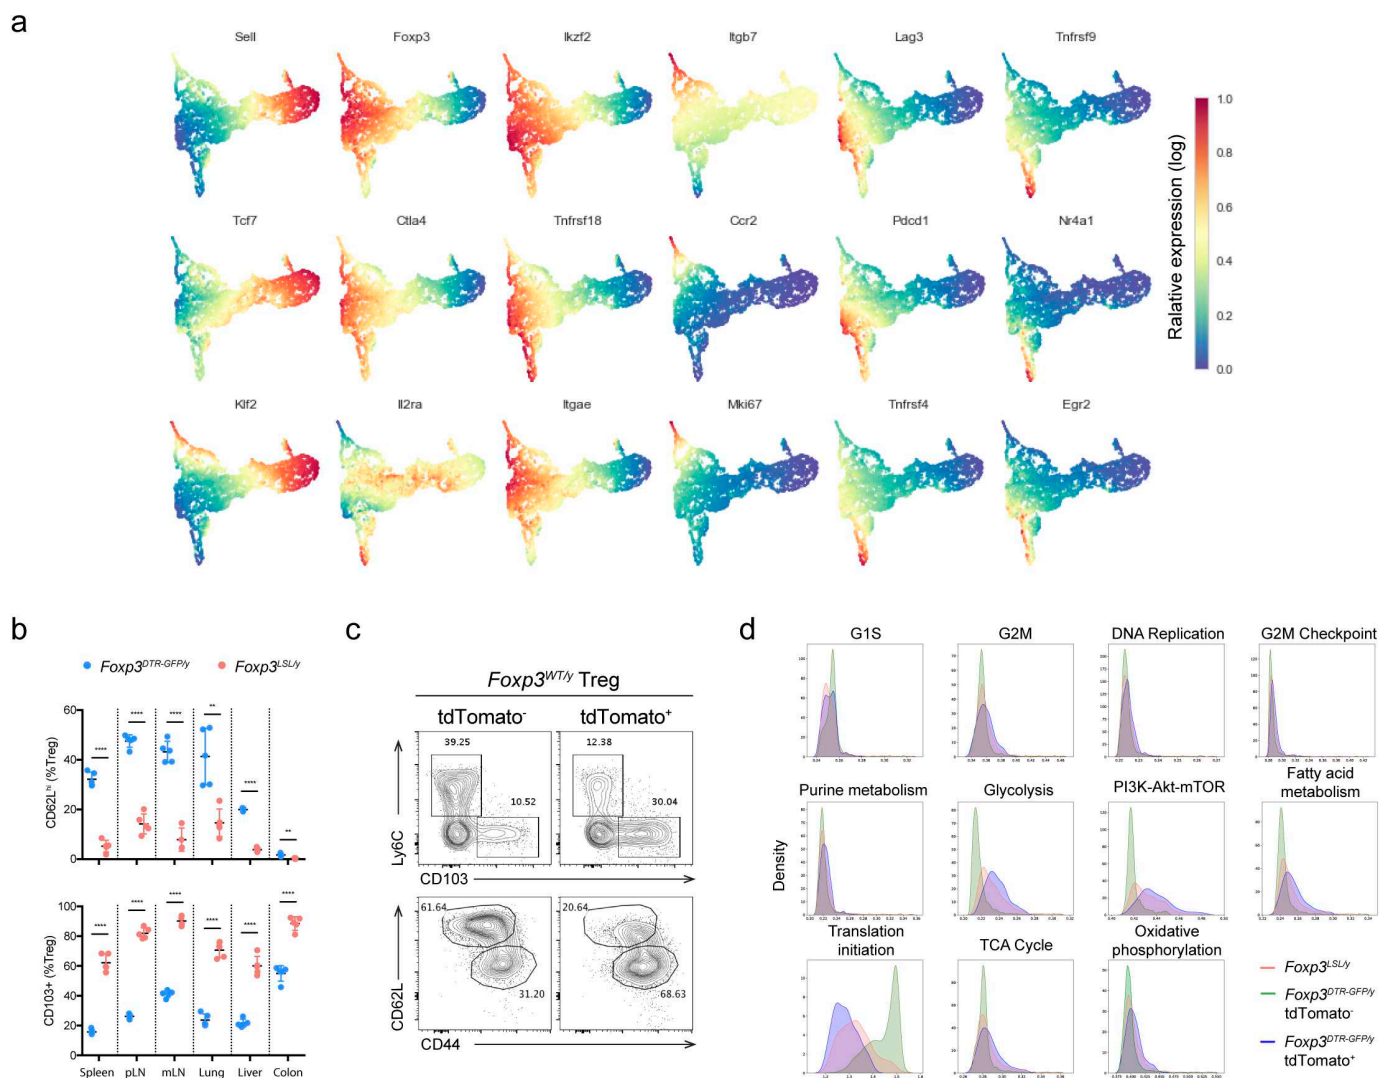 a
Sell Foxp3 Ikzf2 Itgb7 Lag3 Tnfrsf9
Tcf7 Ctla4 Tnfrsf18 Ccr2 Pdcd1 Nr4a1
Klf2 Il2ra Itgae Mki67 Tnfrsf4 Egr2
1.0
0.8
0.6
0.4
0.2
0.0
Ralative expression (log)
b
Foxp3DTR-GFP/y Foxp3LSL/y
CD62Lhi (%Treg)
60
40
20
0
**** **** **** ** **** **
CD103+ (%Treg)
100
80
60
40
20
0
**** **** **** **** **** ****
Spleen pLN mLN Lung Liver Colon
c
Foxp3WT/y Treg
tdTomato- tdTomato+
39.25 12.38
10.52 30.04
Ly6C
CD103
61.64 20.64
31.20 68.63
CD62L
CD44
d
G1S G2M DNA Replication G2M Checkpoint
Purine metabolism Glycolysis PI3K-Akt-mTOR Fatty acid
metabolism
Density
Translation
initiation
TCA Cycle
Oxidative
phosphorylation
Foxp3LSL/y
Foxp3DTR-GFP/y
tdTomato-
Foxp3DTR-GFP/y
tdTomato+